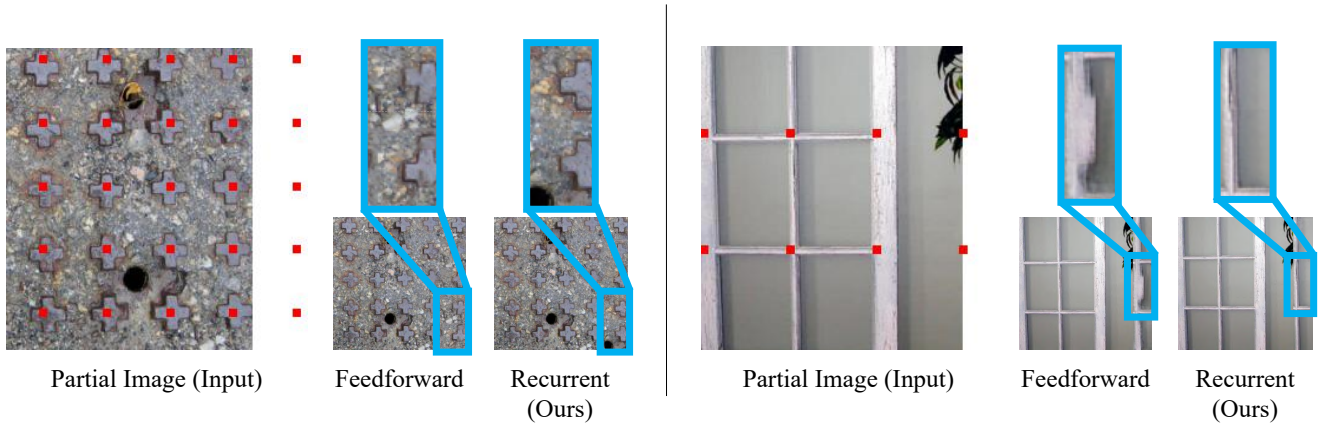 Partial Image (Input)
Feedforward
Recurrent
(Ours)
Partial Image (Input)
Feedforward
Recurrent
(Ours)